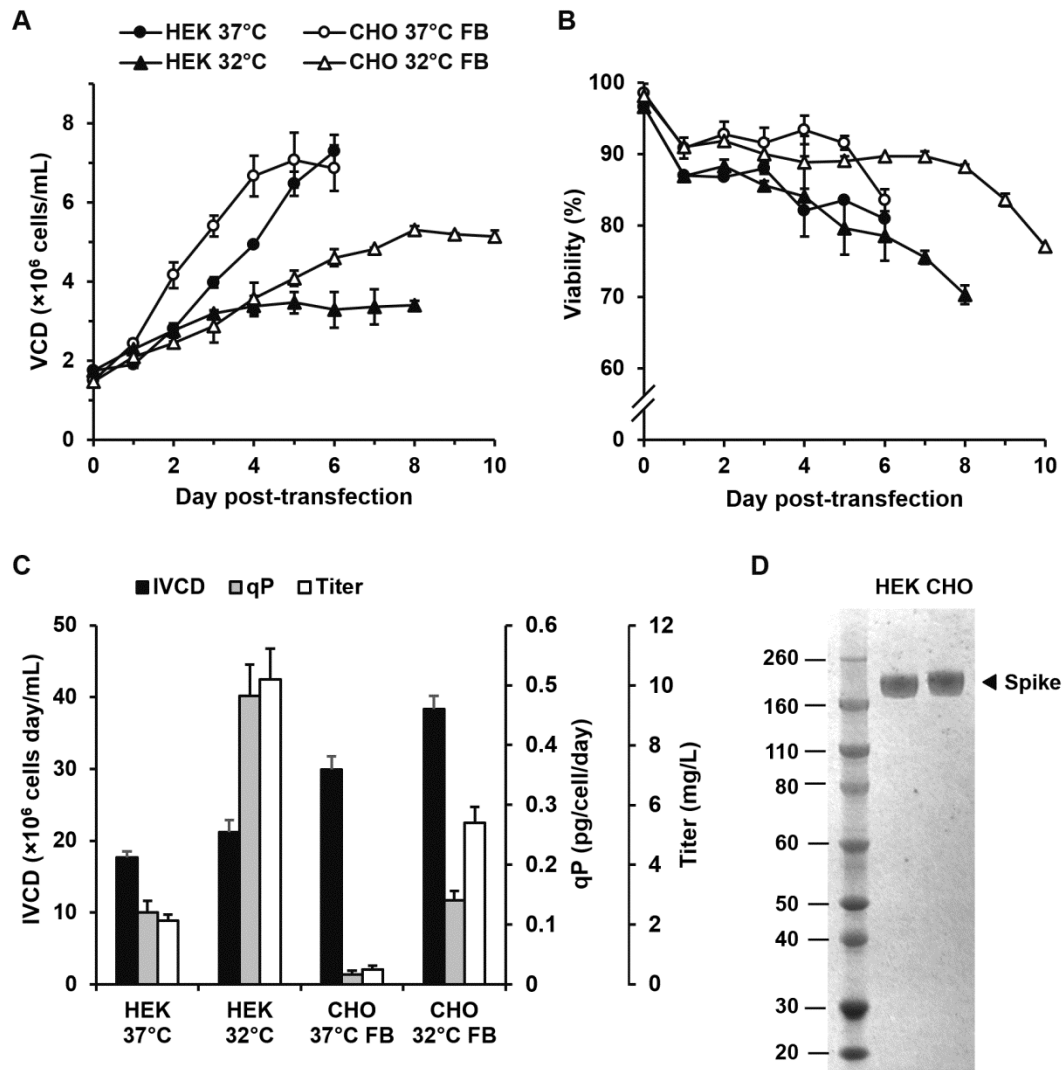 A
HEK 37°C
CHO 37°C FB
HEK 32°C
CHO 32°C FB
VCD (×10⁶ cells/mL)
8
6
4
2
0
0 2 4 6 8 10
Day post-transfection
B
Viability (%)
100
90
80
70
60
0
0 2 4 6 8 10
Day post-transfection
C
IVCD qP Titer
IVCD (×10⁶ cells day/mL)
50
40
30
20
10
0
qP (pg/cell/day)
0.6
0.5
0.4
0.3
0.2
0.1
0
Titer (mg/L)
12
10
8
6
4
2
0
HEK 37°C
HEK 32°C
CHO 37°C FB
CHO 32°C FB
D
HEK CHO
260
160
110
80
60
50
40
30
20
Spike